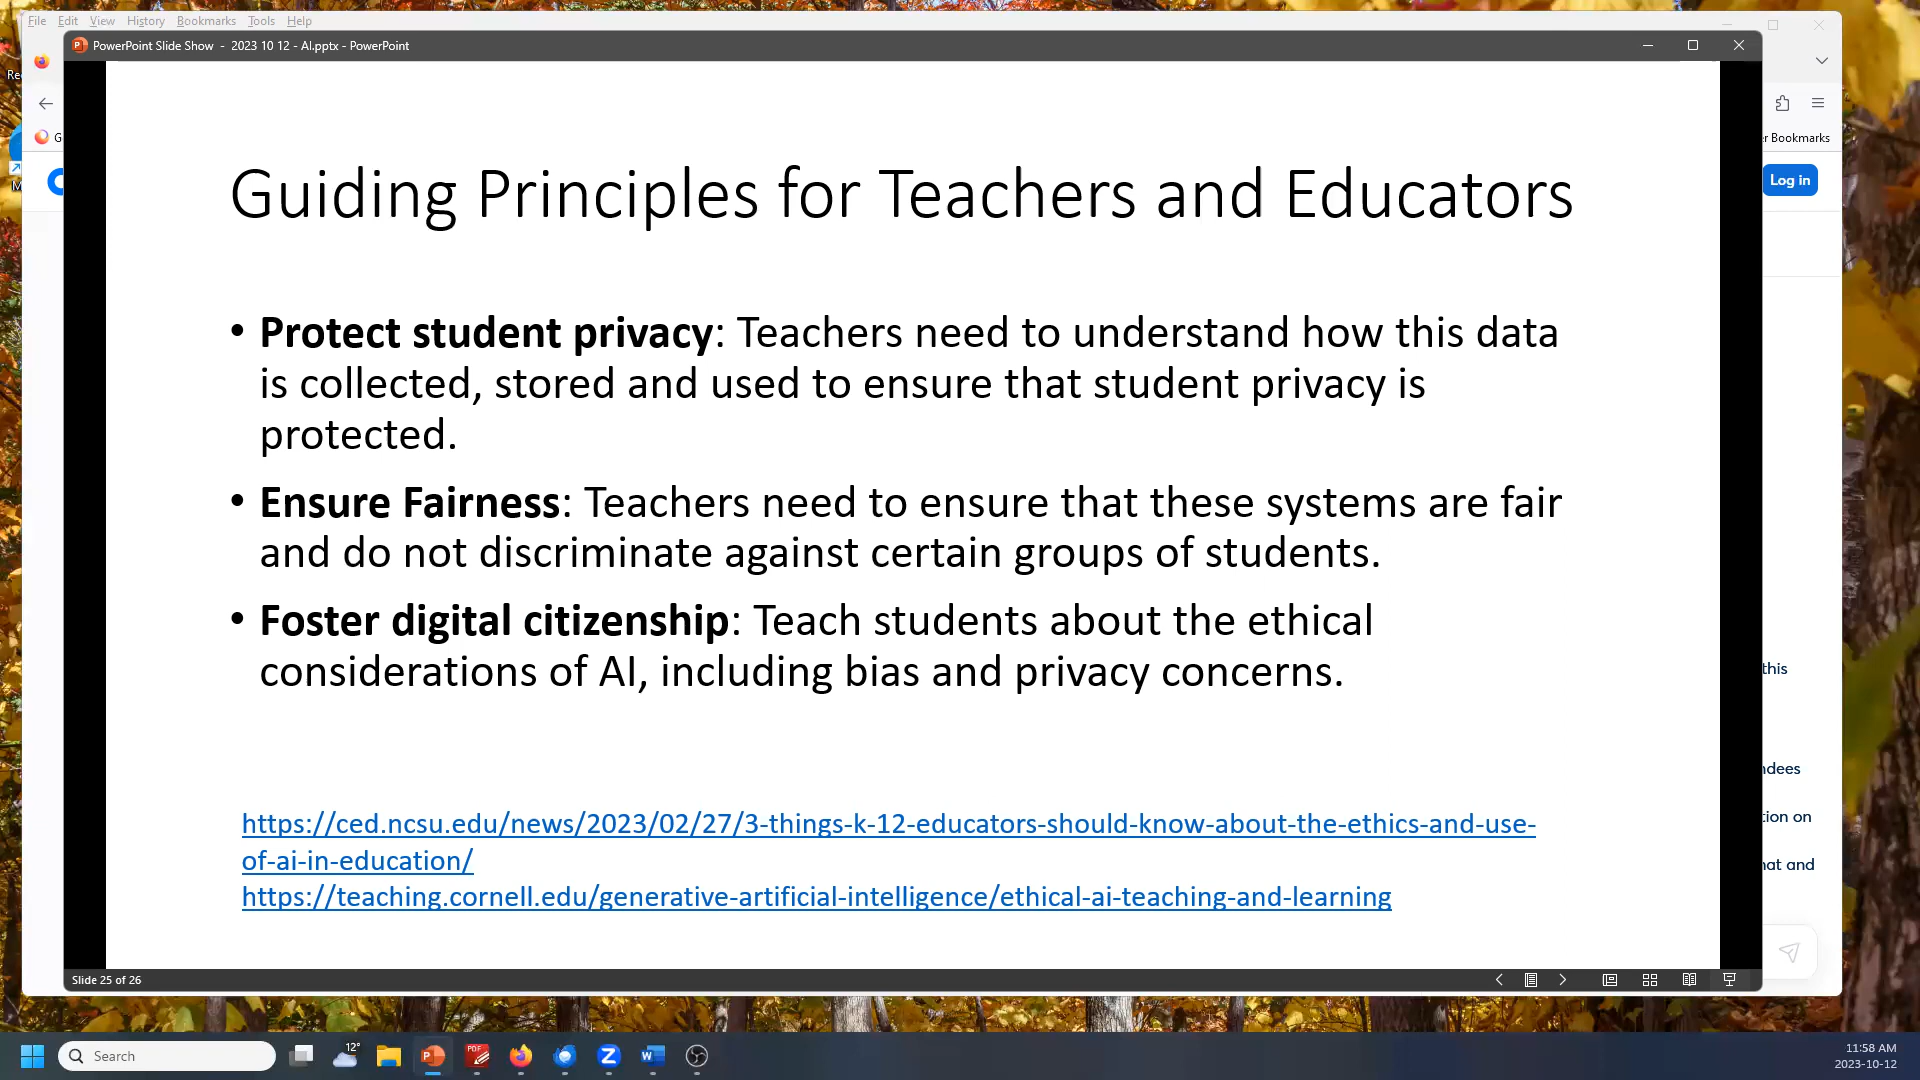 File Edit View History Bookmarks Tools Help
PowerPoint Slide Show - 2023 10 12 - AI.pptx - PowerPoint
G
r Bookmarks
Log in
Guiding Principles for Teachers and Educators
• Protect student privacy: Teachers need to understand how this data
is collected, stored and used to ensure that student privacy is
protected.
• Ensure Fairness: Teachers need to ensure that these systems are fair
and do not discriminate against certain groups of students.
• Foster digital citizenship: Teach students about the ethical
considerations of AI, including bias and privacy concerns.
this
ndees
tion on
hat and
https://ced.ncsu.edu/news/2023/02/27/3-things-k-12-educators-should-know-about-the-ethics-and-use-
of-ai-in-education/
https://teaching.cornell.edu/generative-artificial-intelligence/ethical-ai-teaching-and-learning
Slide 25 of 26
Search
12°
PDF
11:58 AM
2023-10-12